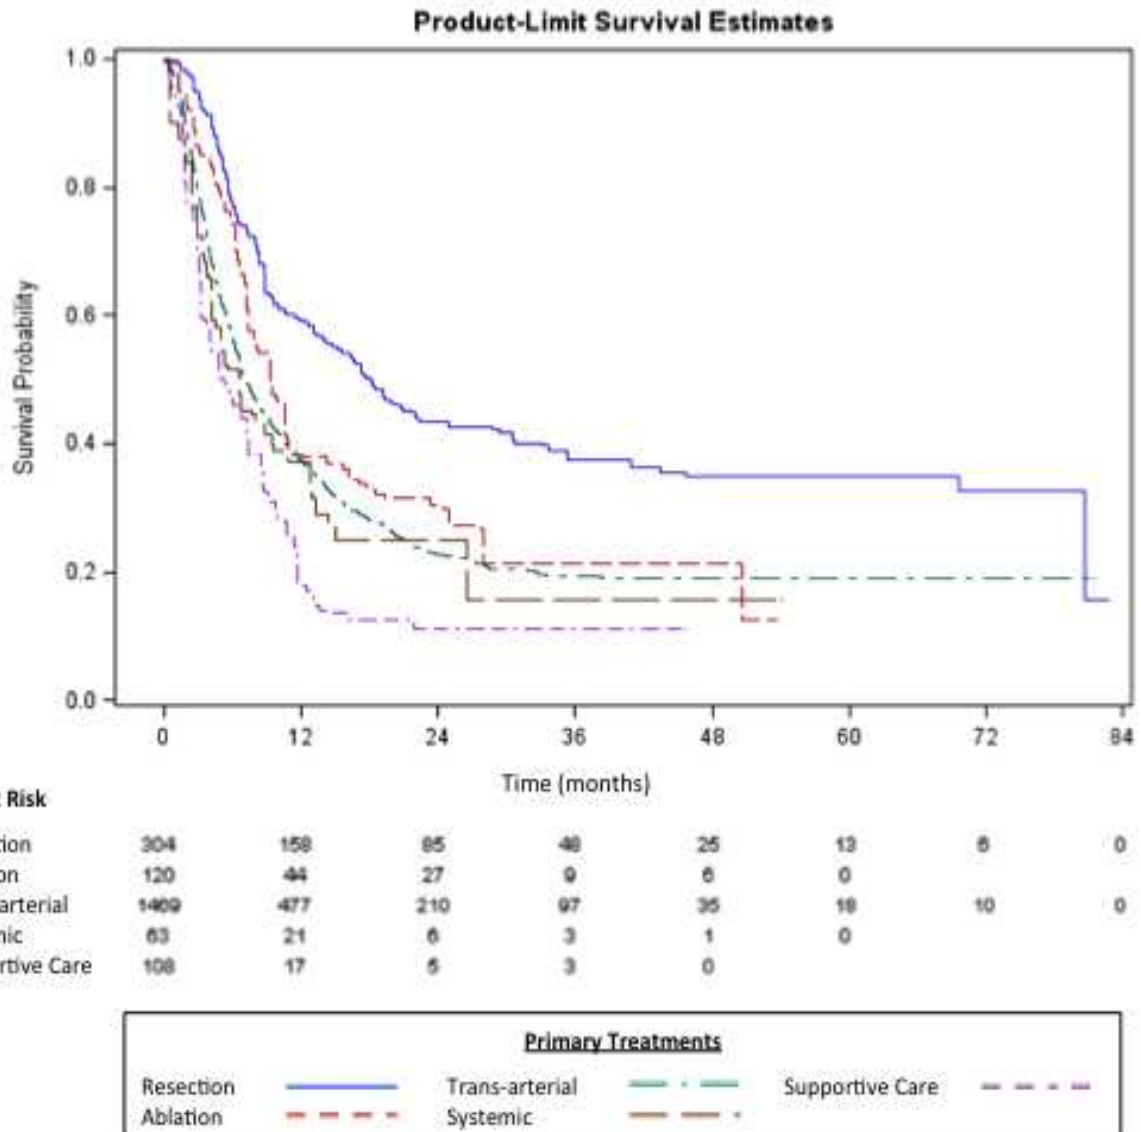 Product-Limit Survival Estimates
1.0
0.8
0.6
0.4
0.2
0.0
Survival Probability
0 12 24 36 48 60 72 84
Time (months)
Risk
tion 304 158 85 48 25 13 6 0
on 120 44 27 9 6 0
arterial 1469 477 210 97 35 18 10 0
nic 63 21 6 3 1 0
rtive Care 108 17 5 3 0
Primary Treatments
Resection Trans-arterial Supportive Care
Ablation Systemic